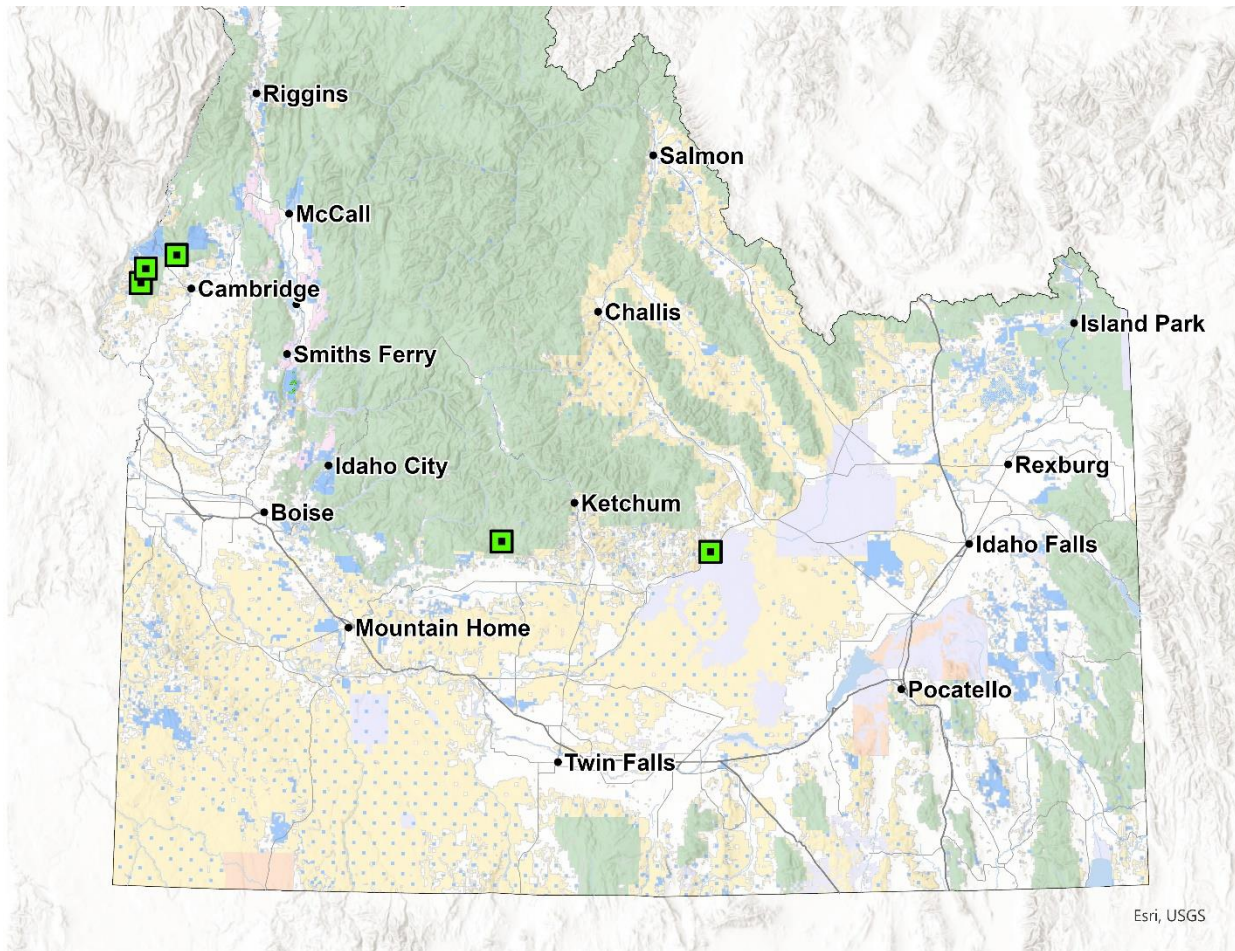 Riggins
Salmon
McCall
Cambridge
Challis
Island Park
Smiths Ferry
Idaho City
Rexburg
Ketchum
Boise
Idaho Falls
Mountain Home
Pocatello
Twin Falls
Esri, USGS